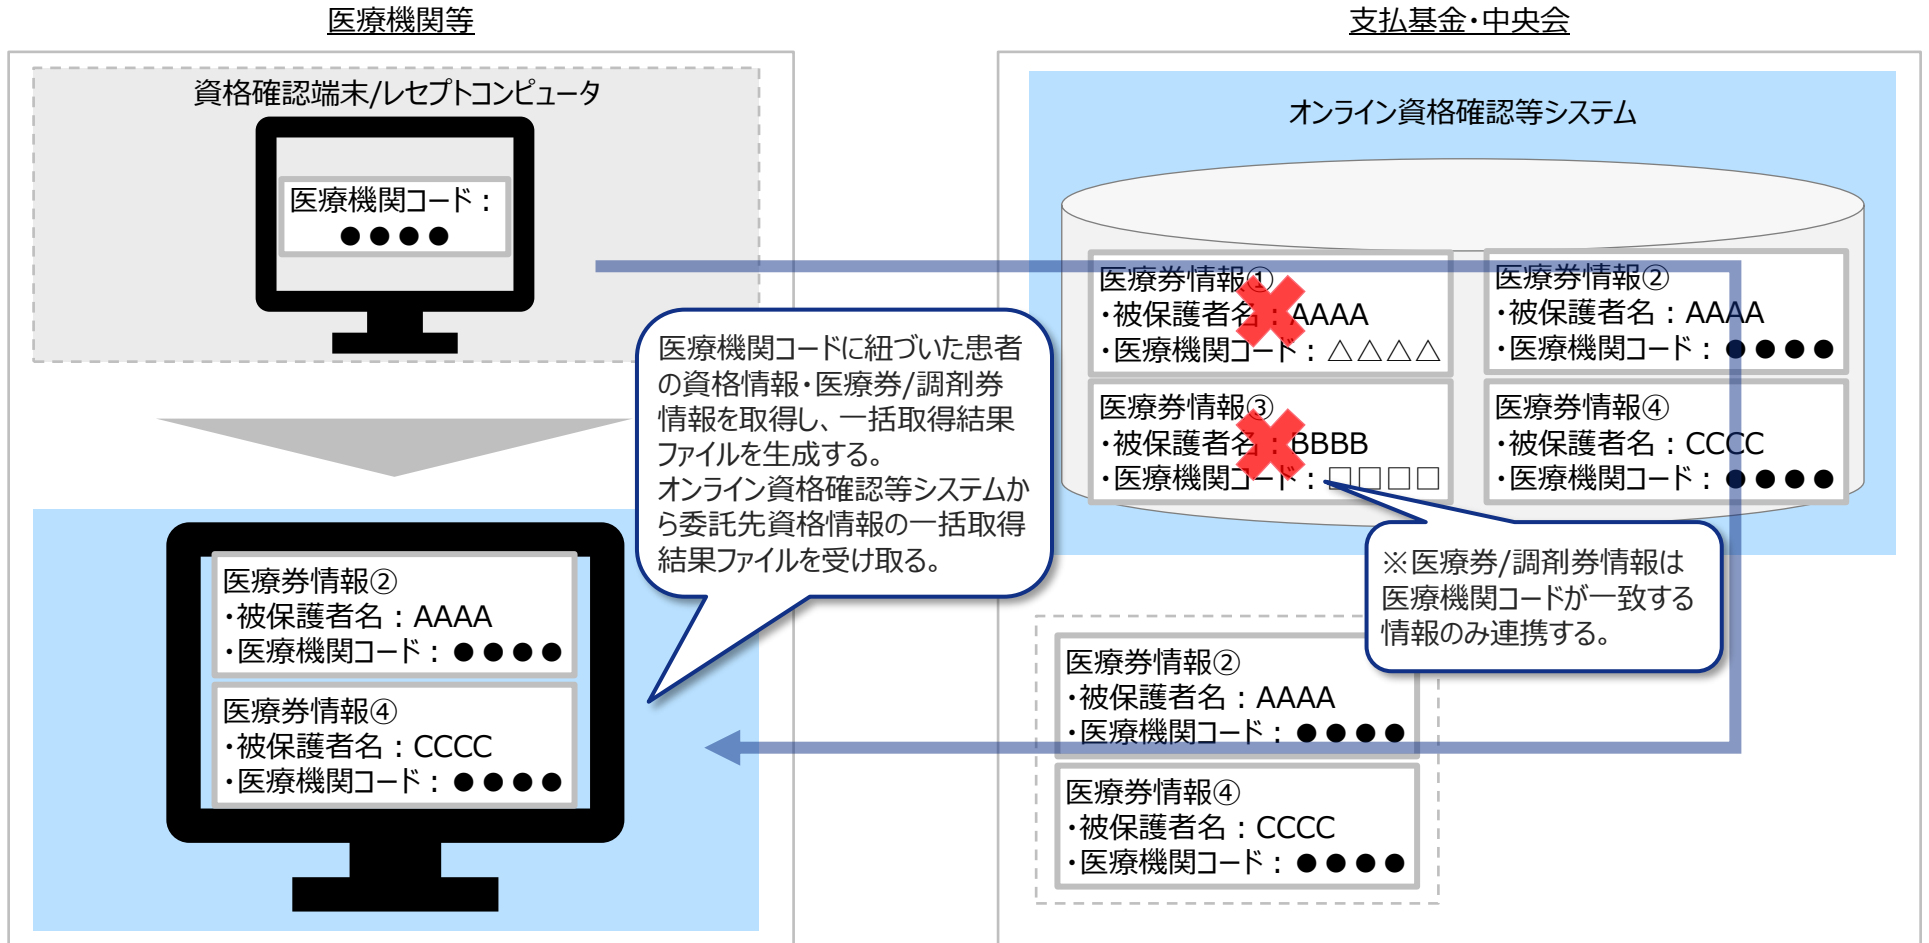 医療機関等
支払基金・中央会
資格確認端末/レセプトコンピュータ
医療機関コード：
●●●●
オンライン資格確認等システム
医療券情報①
・被保護者名：AAAA
・医療機関コード：△△△△
医療券情報②
・被保護者名：AAAA
・医療機関コード：●●●●
医療券情報③
・被保護者名：BBBB
・医療機関コード：□□□□
医療券情報④
・被保護者名：CCCC
・医療機関コード：●●●●
医療機関コードに紐づいた患者
の資格情報・医療券/調剤券
情報を取得し、一括取得結果
ファイルを生成する。
オンライン資格確認等システムか
ら委託先資格情報の一括取得
結果ファイルを受け取る。
※医療券/調剤券情報は
医療機関コードが一致する
情報のみ連携する。
医療券情報②
・被保護者名：AAAA
・医療機関コード：●●●●
医療券情報④
・被保護者名：CCCC
・医療機関コード：●●●●
医療券情報②
・被保護者名：AAAA
・医療機関コード：●●●●
医療券情報④
・被保護者名：CCCC
・医療機関コード：●●●●